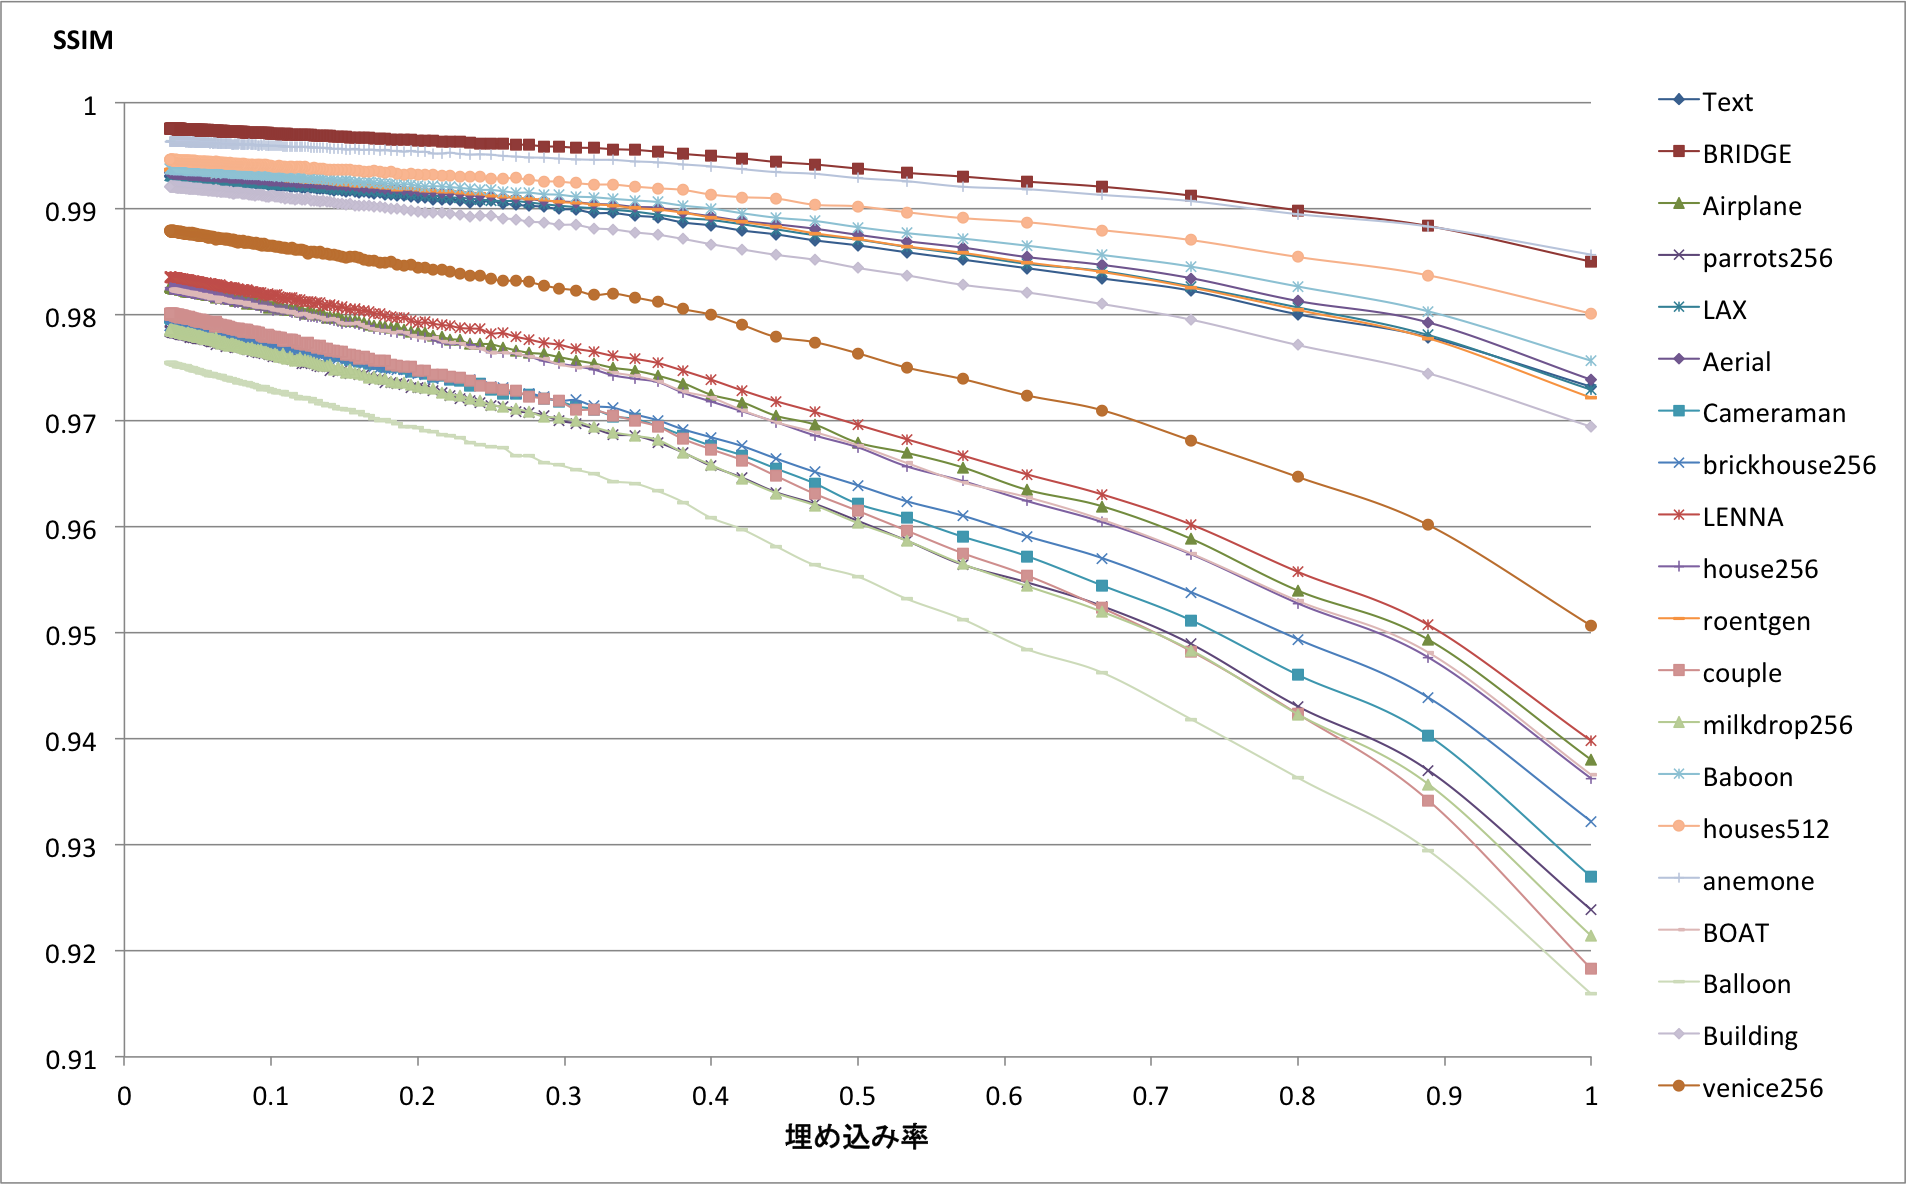 SSIM
1
0.99
0.98
0.97
0.96
0.95
0.94
0.93
0.92
0.91
0 0.1 0.2 0.3 0.4 0.5 0.6 0.7 0.8 0.9 1
埋め込み率
Text
BRIDGE
Airplane
parrots256
LAX
Aerial
Cameraman
brickhouse256
LENNA
house256
roentgen
couple
milkdrop256
Baboon
houses512
anemone
BOAT
Balloon
Building
venice256